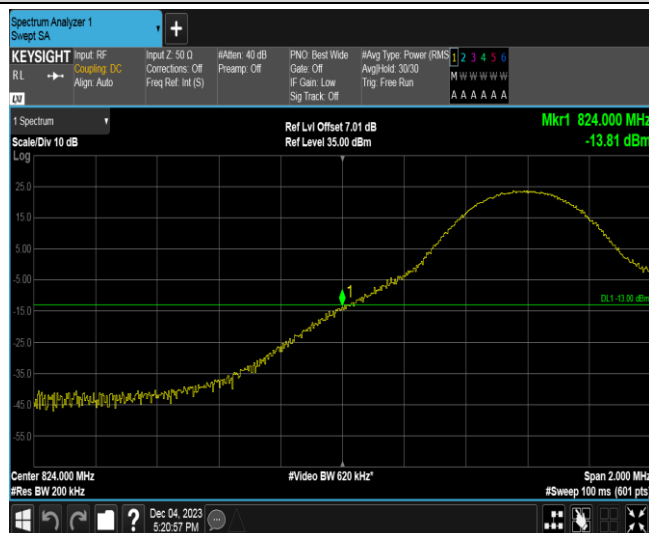 Spectrum Analyzer 1
Swept SA
KEYSIGHT
RL
LXI
Input: RF
Coupling: DC
Align: Auto
Input Z: 50 Ω
Corrections: Off
Freq Ref: Int (S)
#Atten: 40 dB
Preamp: Off
PNO: Best Wide
Gate: Off
IF Gain: Low
Sig Track: Off
#Avg Type: Power (RMS
Avg|Hold: 30/30
Trig: Free Run
1 2 3 4 5 6
M W W W W W
A A A A A A
1 Spectrum
Scale/Div 10 dB
Log
Ref Lvl Offset 7.01 dB
Ref Level 35.00 dBm
Mkr1 824.000 MHz
-13.81 dBm
25.0
15.0
5.00
-5.00
-15.0
-25.0
-35.0
-45.0
-55.0
1
DL1 -13.00 dBm
Center 824.000 MHz
#Res BW 200 kHz
#Video BW 620 kHz*
Span 2.000 MHz
#Sweep 100 ms (601 pts)
?
Dec 04, 2023
5:20:57 PM